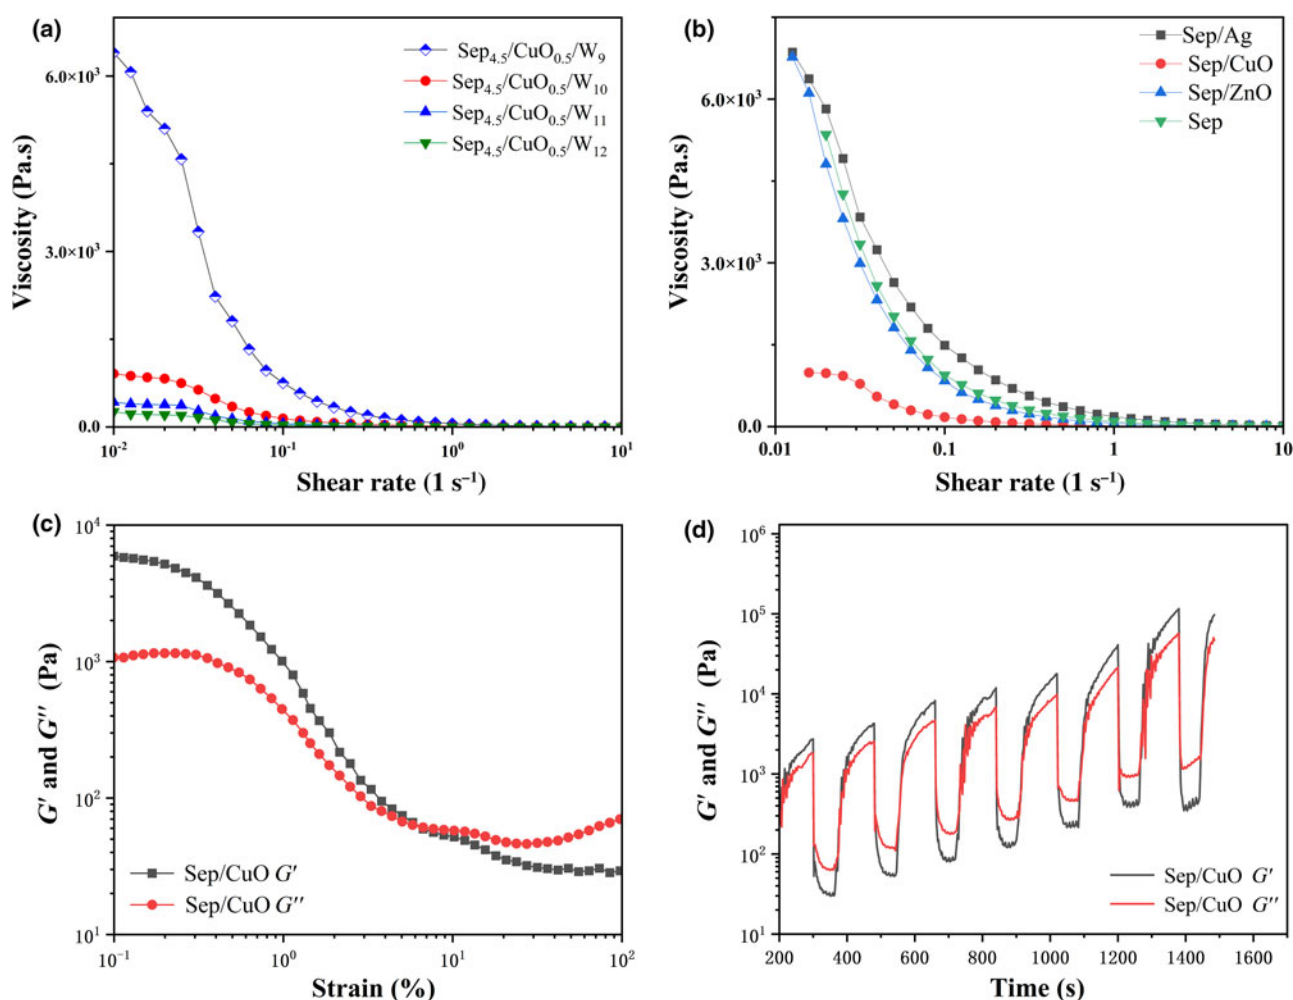 (a)
Sep4.5/CuO0.5/W9
Sep4.5/CuO0.5/W10
Sep4.5/CuO0.5/W11
Sep4.5/CuO0.5/W12
6.0×10³
3.0×10³
0.0
Viscosity (Pa.s)
10⁻² 10⁻¹ 10⁰ 10¹
Shear rate (1 s⁻¹)
(b)
Sep/Ag
Sep/CuO
Sep/ZnO
Sep
6.0×10³
3.0×10³
0.0
Viscosity (Pa.s)
0.01 0.1 1 10
Shear rate (1 s⁻¹)
(c)
10⁴
10³
10²
10¹
G′ and G′′ (Pa)
Sep/CuO G′
Sep/CuO G′′
10⁻¹ 10⁰ 10¹ 10²
Strain (%)
(d)
10⁶
10⁵
10⁴
10³
10²
10¹
G′ and G′′ (Pa)
Sep/CuO G′
Sep/CuO G′′
200 400 600 800 1000 1200 1400 1600
Time (s)